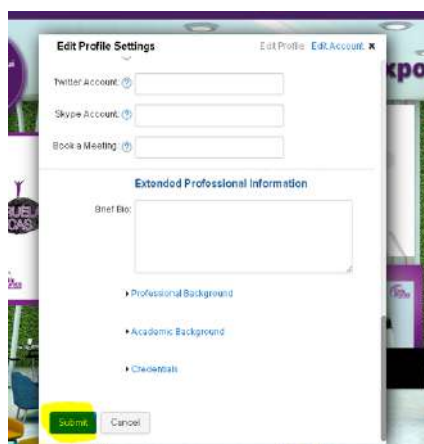 Edit Profile Settings
Edit Profile Edit Account x
xpo
Twitter Account:
Skype Account:
Book a Meeting:
Extended Professional Information
Brief Bio:
Professional Background
Academic Background
Credentials
Submit Cancel